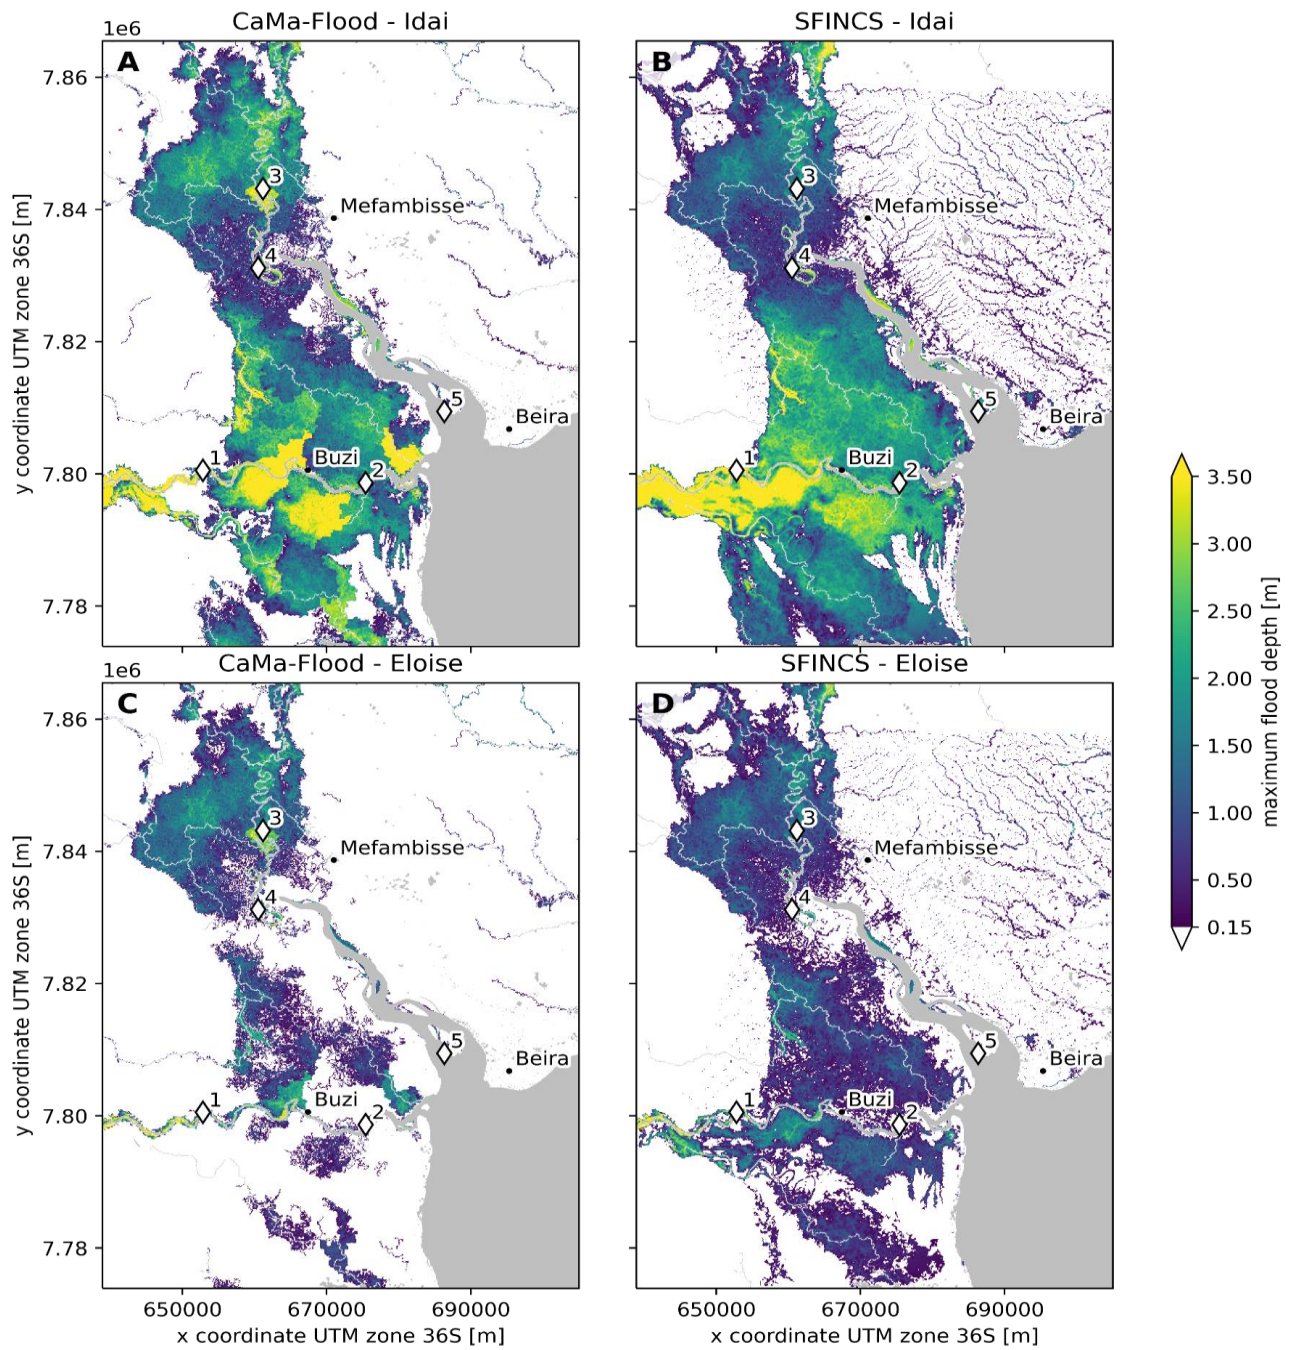 CaMa-Flood - Idai
SFINCS - Idai
1e6
A
B
7.86
7.84
7.82
7.80
7.78
y coordinate UTM zone 36S [m]
3
Mefambisse
4
5
Beira
1
Buzi
2
3
Mefambisse
4
5
Beira
1
Buzi
2
CaMa-Flood - Eloise
SFINCS - Eloise
1e6
C
D
7.86
7.84
7.82
7.80
7.78
y coordinate UTM zone 36S [m]
3
Mefambisse
4
5
Beira
1
Buzi
2
3
Mefambisse
4
5
Beira
1
Buzi
2
650000
670000
690000
x coordinate UTM zone 36S [m]
650000
670000
690000
x coordinate UTM zone 36S [m]
3.50
3.00
2.50
2.00
1.50
1.00
0.50
0.15
maximum flood depth [m]